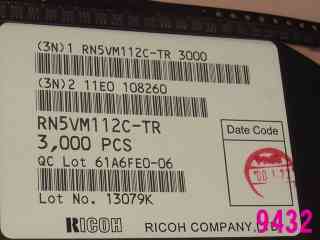 (3N)1 RN5VM112C-TR 3000
(3N)2 11E0 108260
RN5VM112C-TR
3,000 PCS
QC Lot 61A6FE0-06
Lot No. 13079K
Date Code
RICOH
RICOH COMPANY,
9432